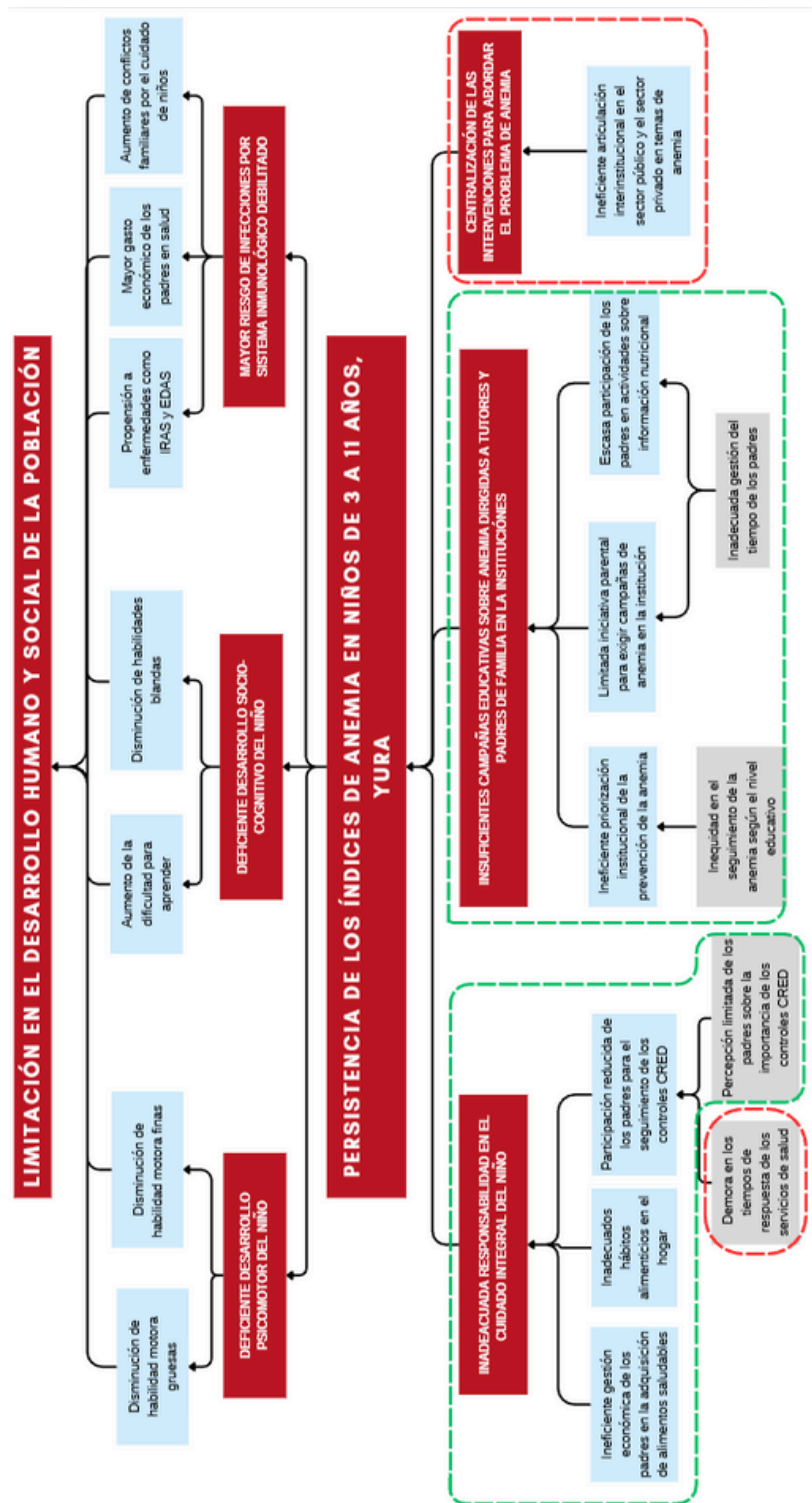 LIMITACIÓN EN EL DESARROLLO HUMANO Y SOCIAL DE LA POBLACIÓN
Disminución de
habilidad motora
gruesas
Disminución de
habilidad motora finas
Aumento de la
dificultad para
aprender
Disminución de habilidades
blandas
Propensión a
enfermedades como
IRAS y EDAS
Mayor gasto
económico de los
padres en salud
Aumento de conflictos
familiares por el cuidado
de niños
DEFICIENTE DESARROLLO
PSICOMOTOR DEL NIÑO
DEFICIENTE DESARROLLO SOCIO-
COGNITIVO DEL NIÑO
MAYOR RIESGO DE INFECCIONES POR
SISTEMA INMUNOLÓGICO DEBILITADO
PERSISTENCIA DE LOS ÍNDICES DE ANEMIA EN NIÑOS DE 3 A 11 AÑOS,
YURA
INADEACUADA RESPONSABILIDAD EN EL
CUIDADO INTEGRAL DEL NIÑO
INSUFICIENTES CAMPAÑAS EDUCATIVAS SOBRE ANEMIA DIRIGIDAS A TUTORES Y
PADRES DE FAMILIA EN LA INSTITUCIÓNES
CENTRALIZACIÓN DE LAS
INTERVENCIONES PARA ABORDAR
EL PROBLEMA DE ANEMIA
Ineficiente gestión
económica de los
padres en la adquisición
de alimentos saludables
Inadecuados
hábitos
alimenticios en el
hogar
Participación reducida de
los padres para el
seguimiento de los
controles CRED
Ineficiente priorización
institucional de la
prevención de la anemia
Limitada iniciativa parental
para exigir campañas de
anemia en la institución
Escasa participación de los
padres en actividades sobre
información nutricional
Ineficiente articulación
interinstitucional en el
sector público y el sector
privado en temas de
anemia
Demora en los
tiempos de
respuesta de los
servicios de salud
Percepción limitada de los
padres sobre la
importancia de los
controles CRED
Inequidad en el
seguimiento de la
anemia según el nivel
educativo
Inadecuada gestión del
tiempo de los padres